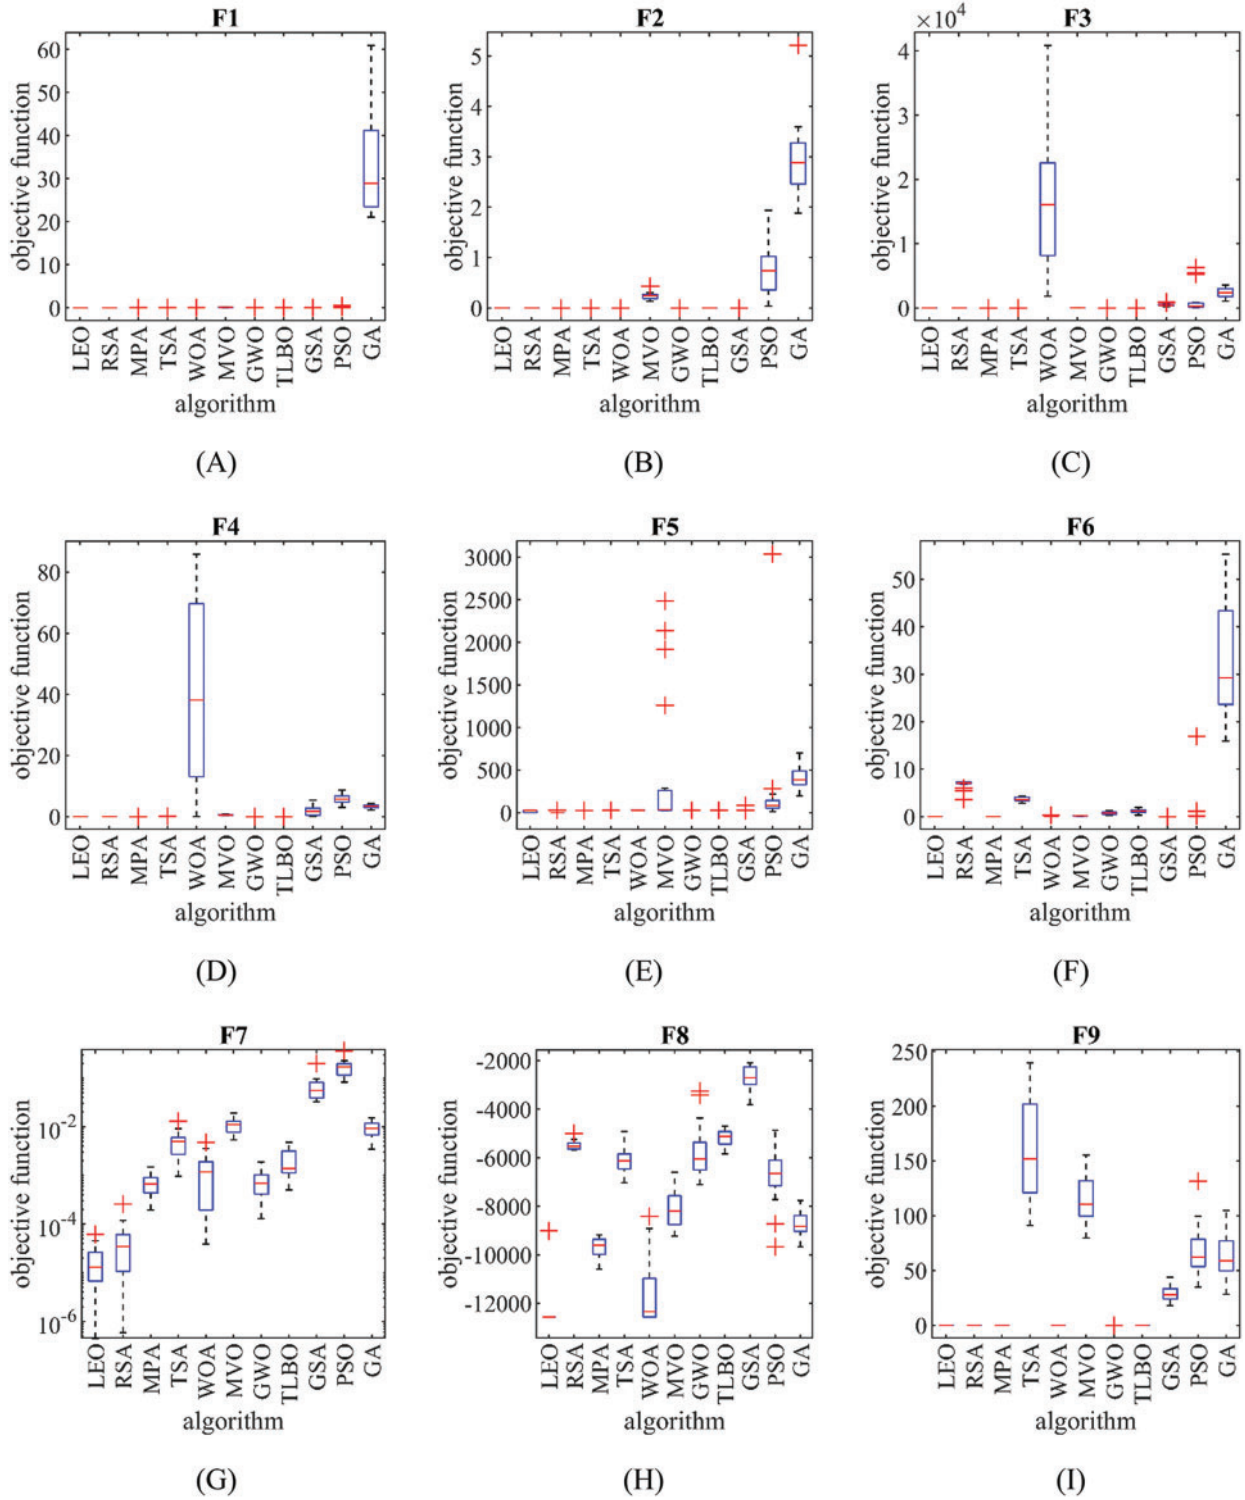 F1
60
50
40
30
20
10
0
objective function
LEO
RSA
MPA
TSA
WOA
MVO
GWO
TLBO
GSA
PSO
GA
algorithm
(A)
F2
5
4
3
2
1
0
objective function
LEO
RSA
MPA
TSA
WOA
MVO
GWO
TLBO
GSA
PSO
GA
algorithm
(B)
F3
×10⁴
4
3
2
1
0
objective function
LEO
RSA
MPA
TSA
WOA
MVO
GWO
TLBO
GSA
PSO
GA
algorithm
(C)
F4
80
60
40
20
0
objective function
LEO
RSA
MPA
TSA
WOA
MVO
GWO
TLBO
GSA
PSO
GA
algorithm
(D)
F5
3000
2500
2000
1500
1000
500
0
objective function
LEO
RSA
MPA
TSA
WOA
MVO
GWO
TLBO
GSA
PSO
GA
algorithm
(E)
F6
50
40
30
20
10
0
objective function
LEO
RSA
MPA
TSA
WOA
MVO
GWO
TLBO
GSA
PSO
GA
algorithm
(F)
F7
10⁻²
10⁻⁴
10⁻⁶
objective function
LEO
RSA
MPA
TSA
WOA
MVO
GWO
TLBO
GSA
PSO
GA
algorithm
(G)
F8
-2000
-4000
-6000
-8000
-10000
-12000
objective function
LEO
RSA
MPA
TSA
WOA
MVO
GWO
TLBO
GSA
PSO
GA
algorithm
(H)
F9
250
200
150
100
50
0
objective function
LEO
RSA
MPA
TSA
WOA
MVO
GWO
TLBO
GSA
PSO
GA
algorithm
(I)